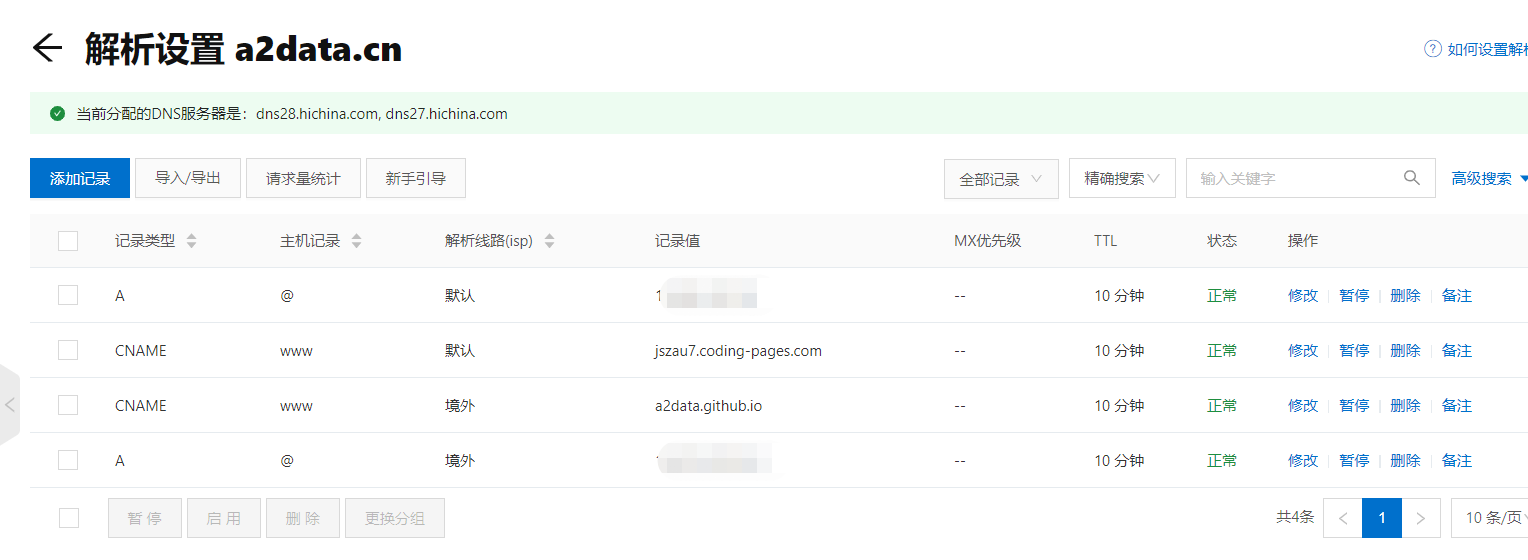 解析设置 a2data.cn
如何设置解析
当前分配的DNS服务器是：dns28.hichina.com, dns27.hichina.com
添加记录 导入/导出 请求量统计 新手引导 全部记录 精确搜索 输入关键字 高级搜索
记录类型 主机记录 解析线路(isp) 记录值 MX优先级 TTL 状态 操作
A @ 默认 1 -- 10 分钟 正常 修改 暂停 删除 备注
CNAME www 默认 jszau7.coding-pages.com -- 10 分钟 正常 修改 暂停 删除 备注
CNAME www 境外 a2data.github.io -- 10 分钟 正常 修改 暂停 删除 备注
A @ 境外 -- 10 分钟 正常 修改 暂停 删除 备注
暂停 启用 删除 更换分组 共4条 1 10 条/页